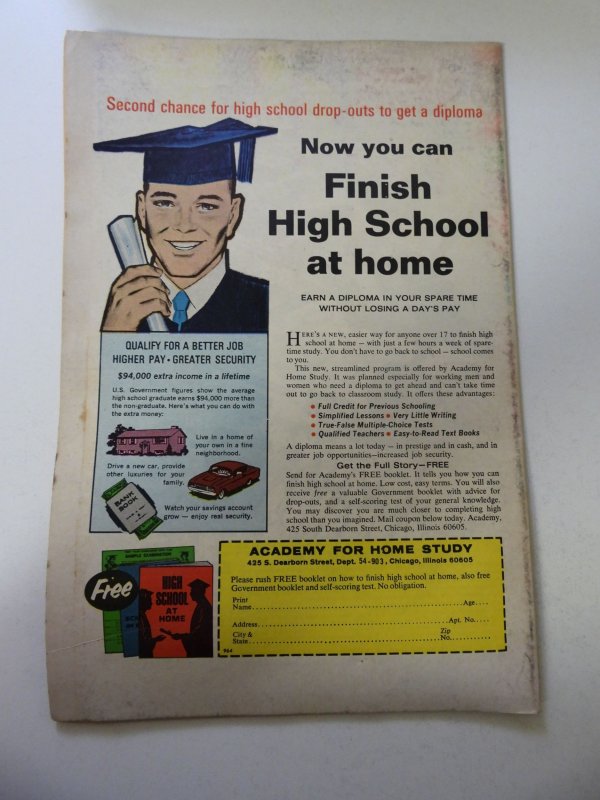 Second chance for high school drop-outs to get a diploma
Now you can
Finish
High School
at home
EARN A DIPLOMA IN YOUR SPARE TIME
WITHOUT LOSING A DAY'S PAY
HERE'S A NEW, easier way for anyone over 17 to finish high
school at home — with just a few hours a week of spare-
time study. You don't have to go back to school — school comes
to you.
This new, streamlined program is offered by Academy for
Home Study. It was planned especially for working men and
women who need a diploma to get ahead and can't take time
out to go back to classroom study. It offers these advantages:
• Full Credit for Previous Schooling
• Simplified Lessons • Very Little Writing
• True-False Multiple-Choice Tests
• Qualified Teachers • Easy-to-Read Text Books
A diploma means a lot today — in prestige and in cash, and in
greater job opportunities—increased job security.
Get the Full Story—FREE
Send for Academy's FREE booklet. It tells you how you can
finish high school at home. Low cost, easy terms. You will also
receive free a valuable Government booklet with advice for
drop-outs, and a self-scoring test of your general knowledge.
You may discover you are much closer to completing high
school than you imagined. Mail coupon below today. Academy,
425 South Dearborn Street, Chicago, Illinois 60605.
QUALIFY FOR A BETTER JOB
HIGHER PAY • GREATER SECURITY
$94,000 extra income in a lifetime
U.S. Government figures show the average
high school graduate earns $94,000 more than
the non-graduate. Here's what you can do with
the extra money:
Live in a home of
your own in a fine
neighborhood.
Drive a new car, provide
other luxuries for your
family.
BANK
BOOK
Watch your savings account
grow — enjoy real security.
Free
HIGH
SCHOOL
AT
HOME
ACADEMY FOR HOME STUDY
425 S. Dearborn Street, Dept. 54-903, Chicago, Illinois 60605
Please rush FREE booklet on how to finish high school at home, also free
Government booklet and self-scoring test. No obligation.
Print
Name Age
Address Apt. No.
City & Zip
State No.
964